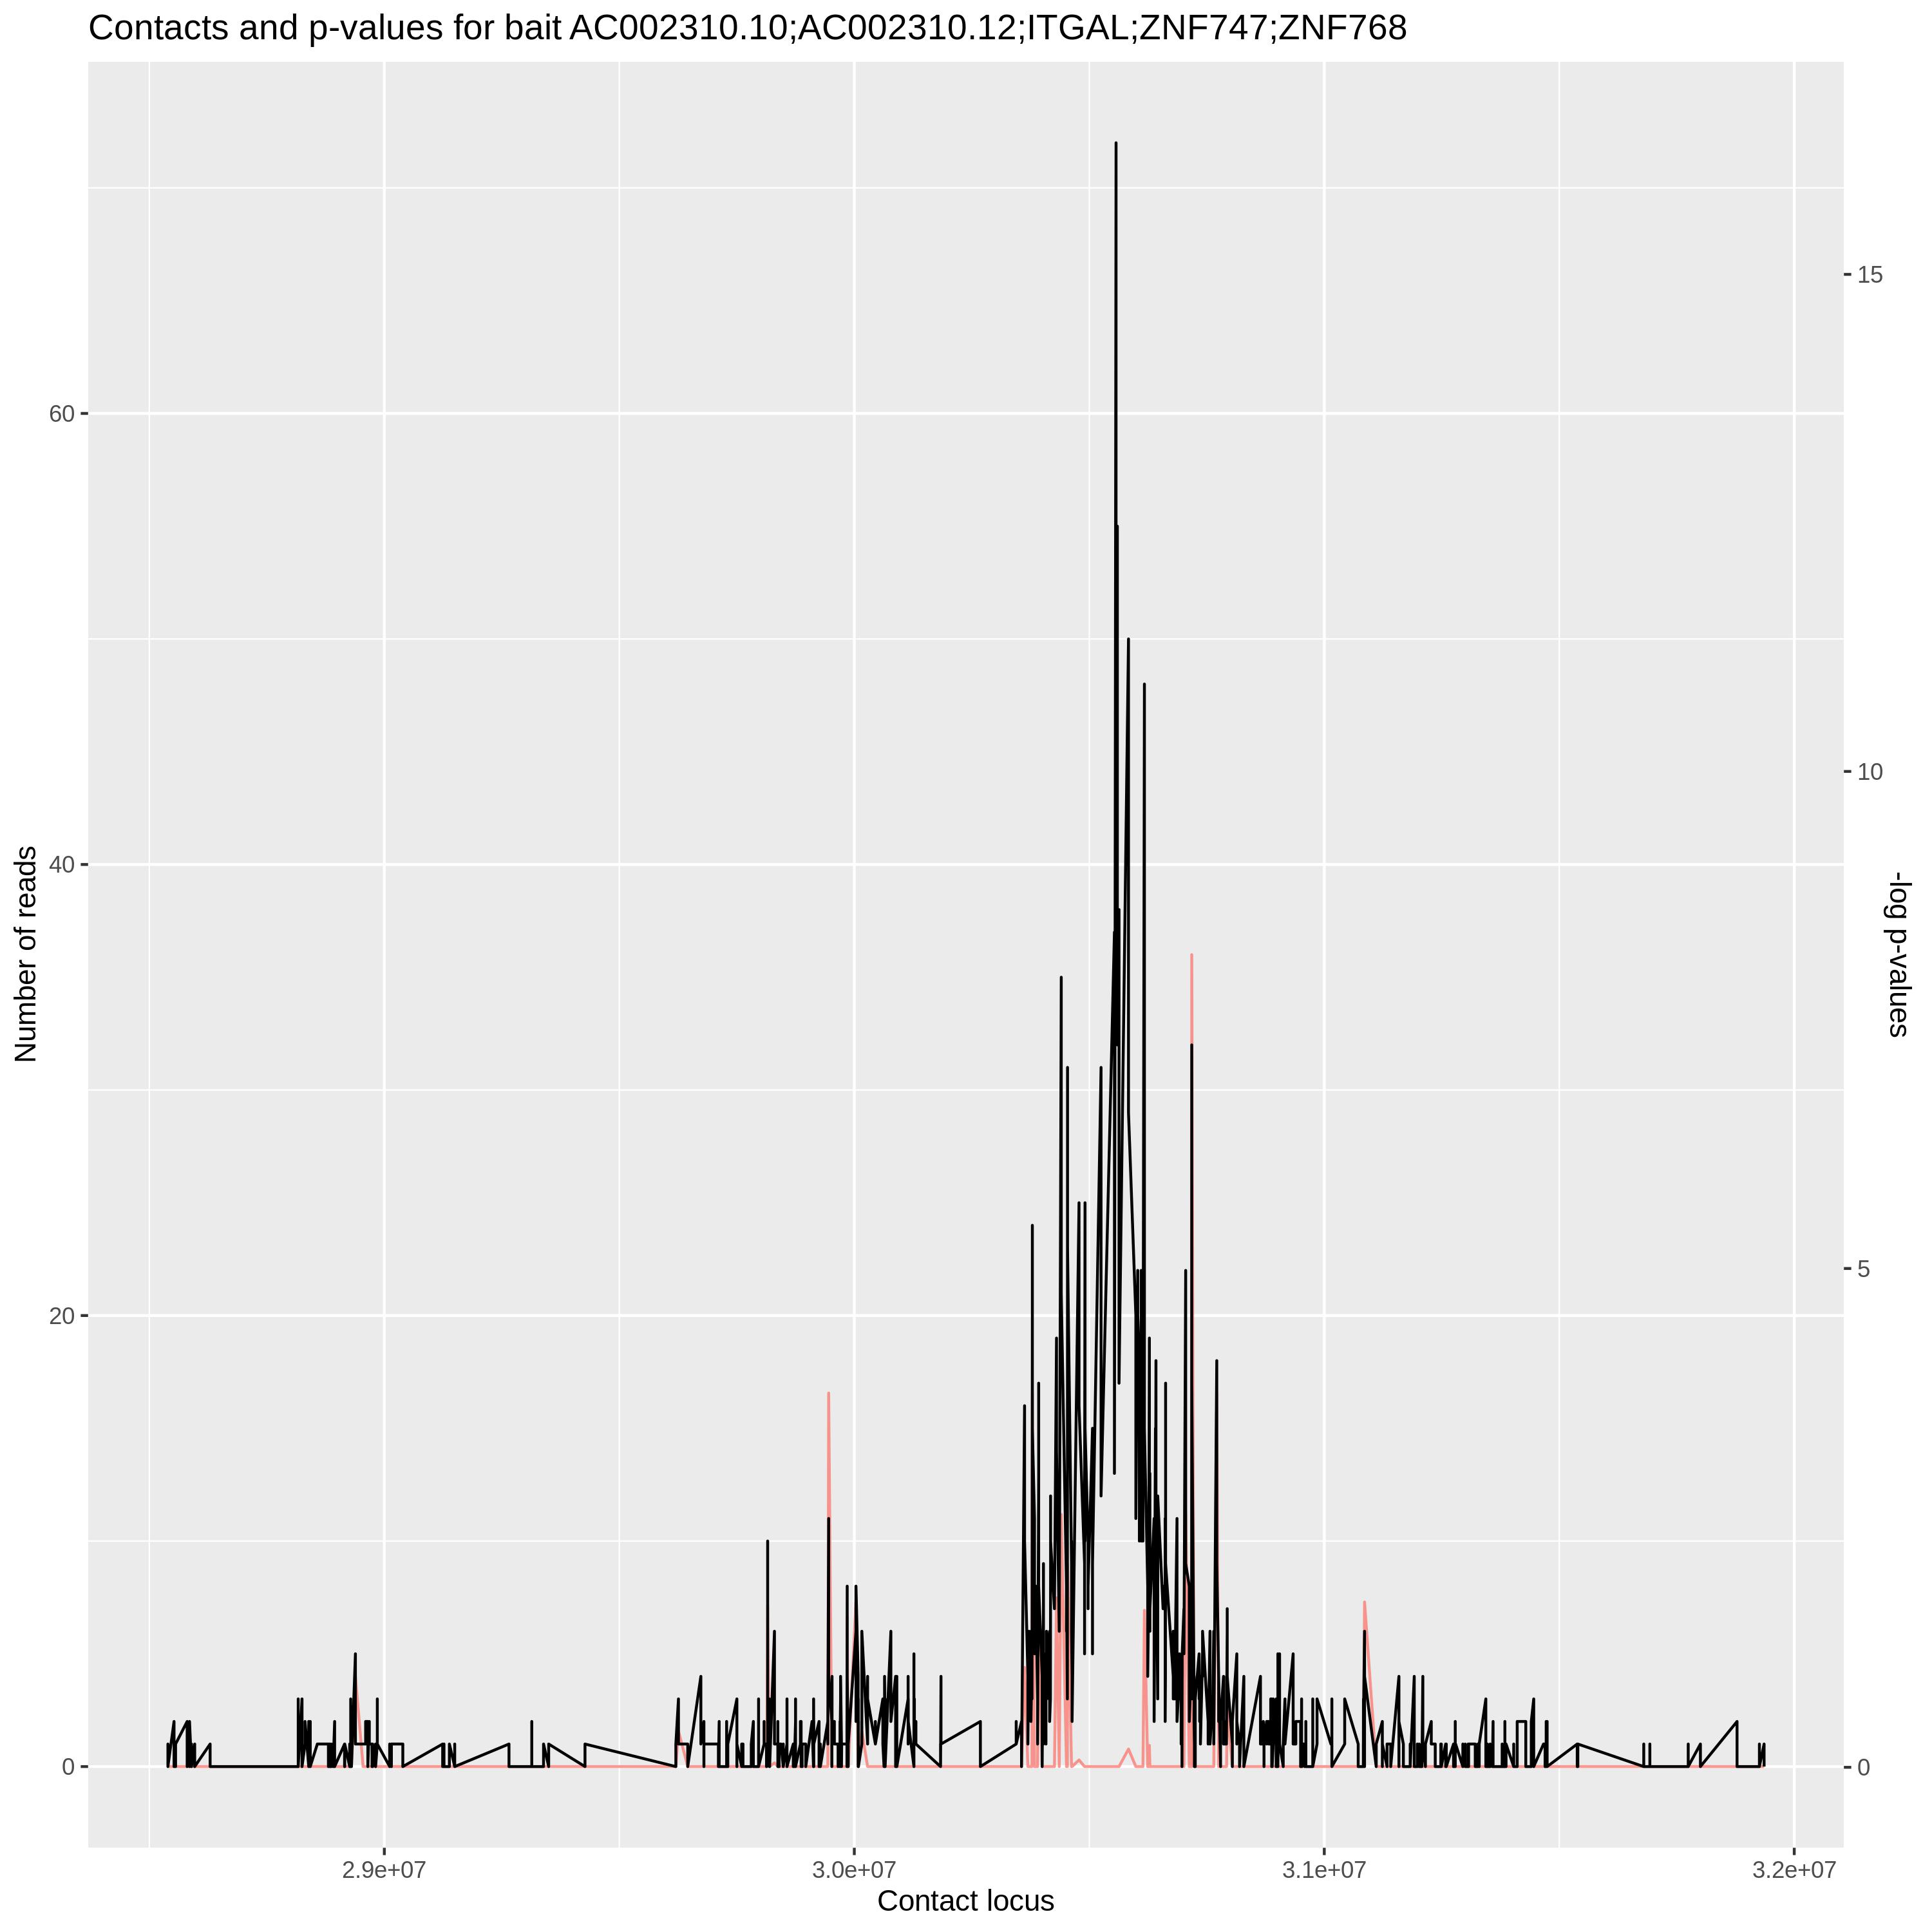 Contacts and p-values for bait AC002310.10;AC002310.12;ITGAL;ZNF747;ZNF768
15
60
10
Number of reads
40
-log p-values
5
20
0
0
2.9e+07
3.0e+07
3.1e+07
3.2e+07
Contact locus